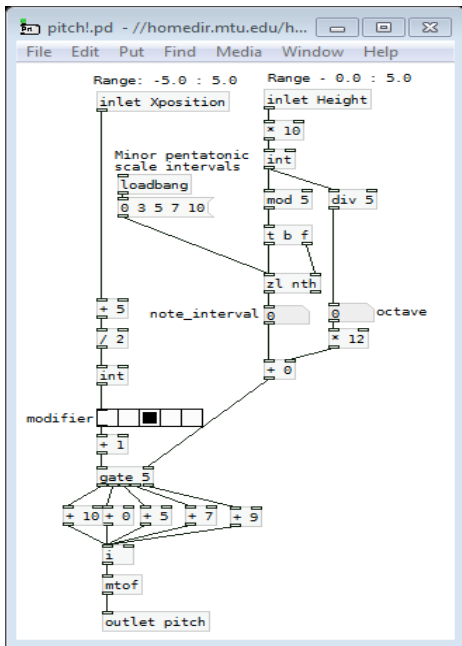 pitch!.pd - //homedir.mtu.edu/h...
File Edit Put Find Media Window Help
Range: -5.0 : 5.0
Range - 0.0 : 5.0
inlet Xposition
inlet Height
* 10
int
Minor pentatonic
scale intervals
loadbang
0 3 5 7 10
mod 5
div 5
t b f
zl nth
+ 5
note_interval
0
0
octave
/ 2
* 12
int
+ 0
modifier
+ 1
gate 5
+ 10
+ 0
+ 5
+ 7
+ 9
i
mtof
outlet pitch